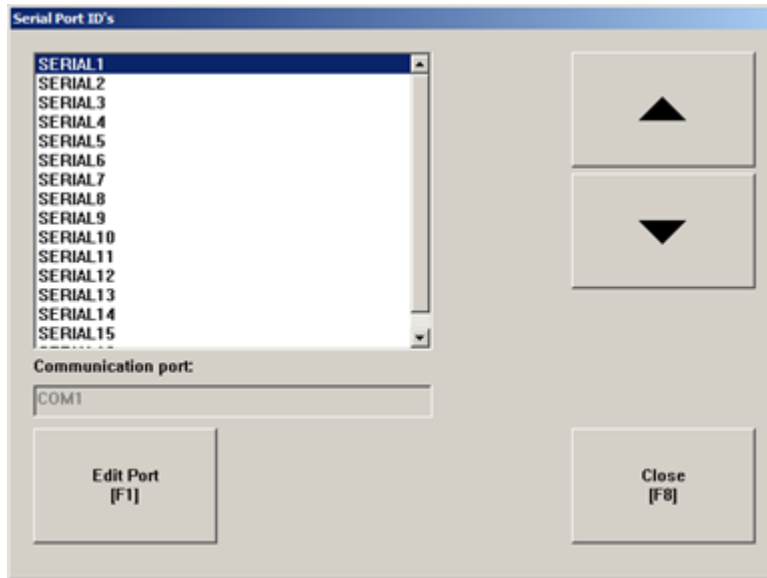 Serial Port ID's
SERIAL1
SERIAL2
SERIAL3
SERIAL4
SERIAL5
SERIAL6
SERIAL7
SERIAL8
SERIAL9
SERIAL10
SERIAL11
SERIAL12
SERIAL13
SERIAL14
SERIAL15
Communication port:
COM1
Edit Port
[F1]
Close
[F8]